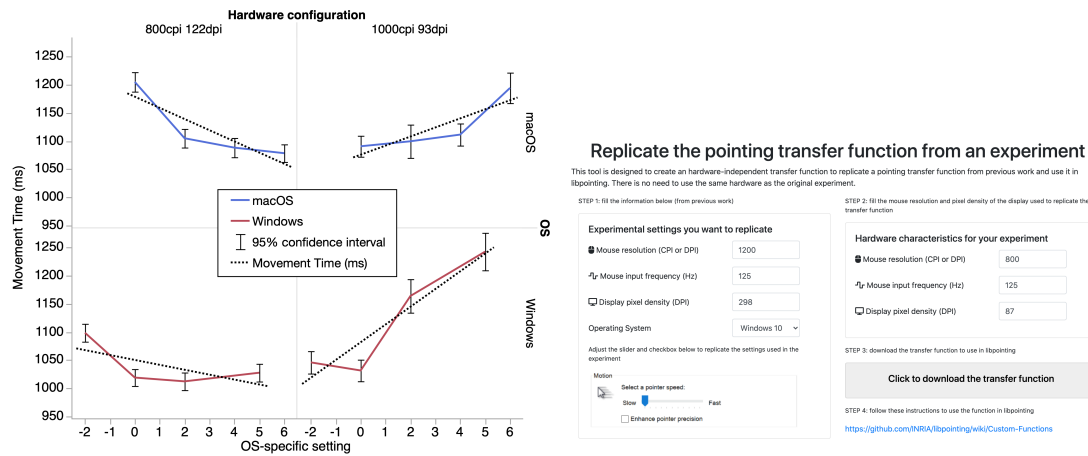 Hardware configuration
800cpi 122dpi
1000cpi 93dpi
1250
1200
1150
1100
1050
1000
950
macOS
Movement Time (ms)
macOS
Windows
95% confidence interval
Movement Time (ms)
OS
1200
1150
1100
1050
1000
950
Windows
-2 -1 0 1 2 3 4 5 6 -2 -1 0 1 2 3 4 5 6
OS-specific setting
Replicate the pointing transfer function from an experiment
This tool is designed to create an hardware-independent transfer function to replicate a pointing transfer function from previous work and use it in
libpointing. There is no need to use the same hardware as the original experiment.
STEP 1: fill the information below (from previous work)
Experimental settings you want to replicate
Mouse resolution (CPI or DPI) 1200
Mouse input frequency (Hz) 125
Display pixel density (DPI) 298
Operating System Windows 10
Adjust the slider and checkbox below to replicate the settings used in the
experiment
Motion
Select a pointer speed:
Slow Fast
Enhance pointer precision
STEP 2: fill the mouse resolution and pixel density of the display used to replicate the
transfer function
Hardware characteristics for your experiment
Mouse resolution (CPI or DPI) 800
Mouse input frequency (Hz) 125
Display pixel density (DPI) 87
STEP 3: download the transfer function to use in libpointing
Click to download the transfer function
STEP 4: follow these instructions to use the function in libpointing
https://github.com/INRIA/libpointing/wiki/Custom-Functions